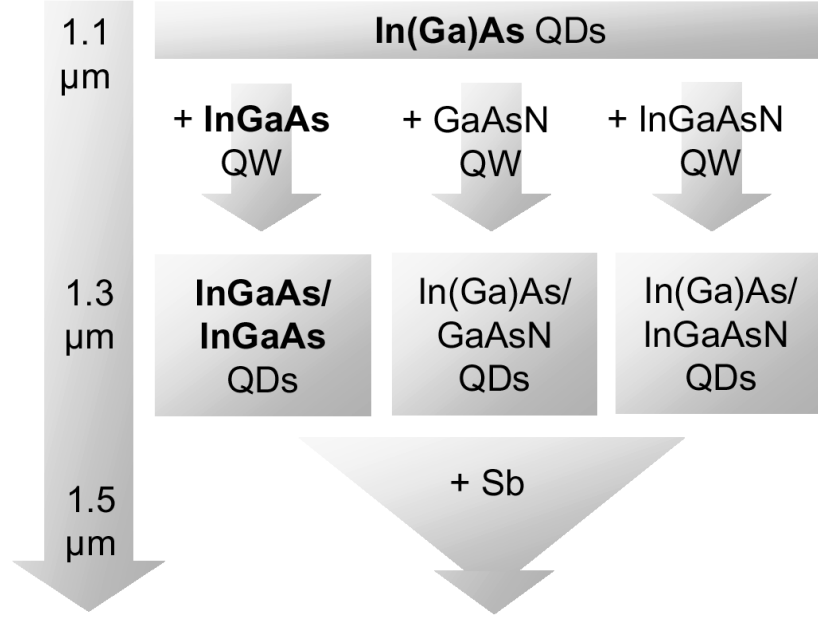 1.1
µm
In(Ga)As QDs
+ InGaAs
QW
+ GaAsN
QW
+ InGaAsN
QW
1.3
µm
InGaAs/
InGaAs
QDs
In(Ga)As/
GaAsN
QDs
In(Ga)As/
InGaAsN
QDs
1.5
µm
+ Sb